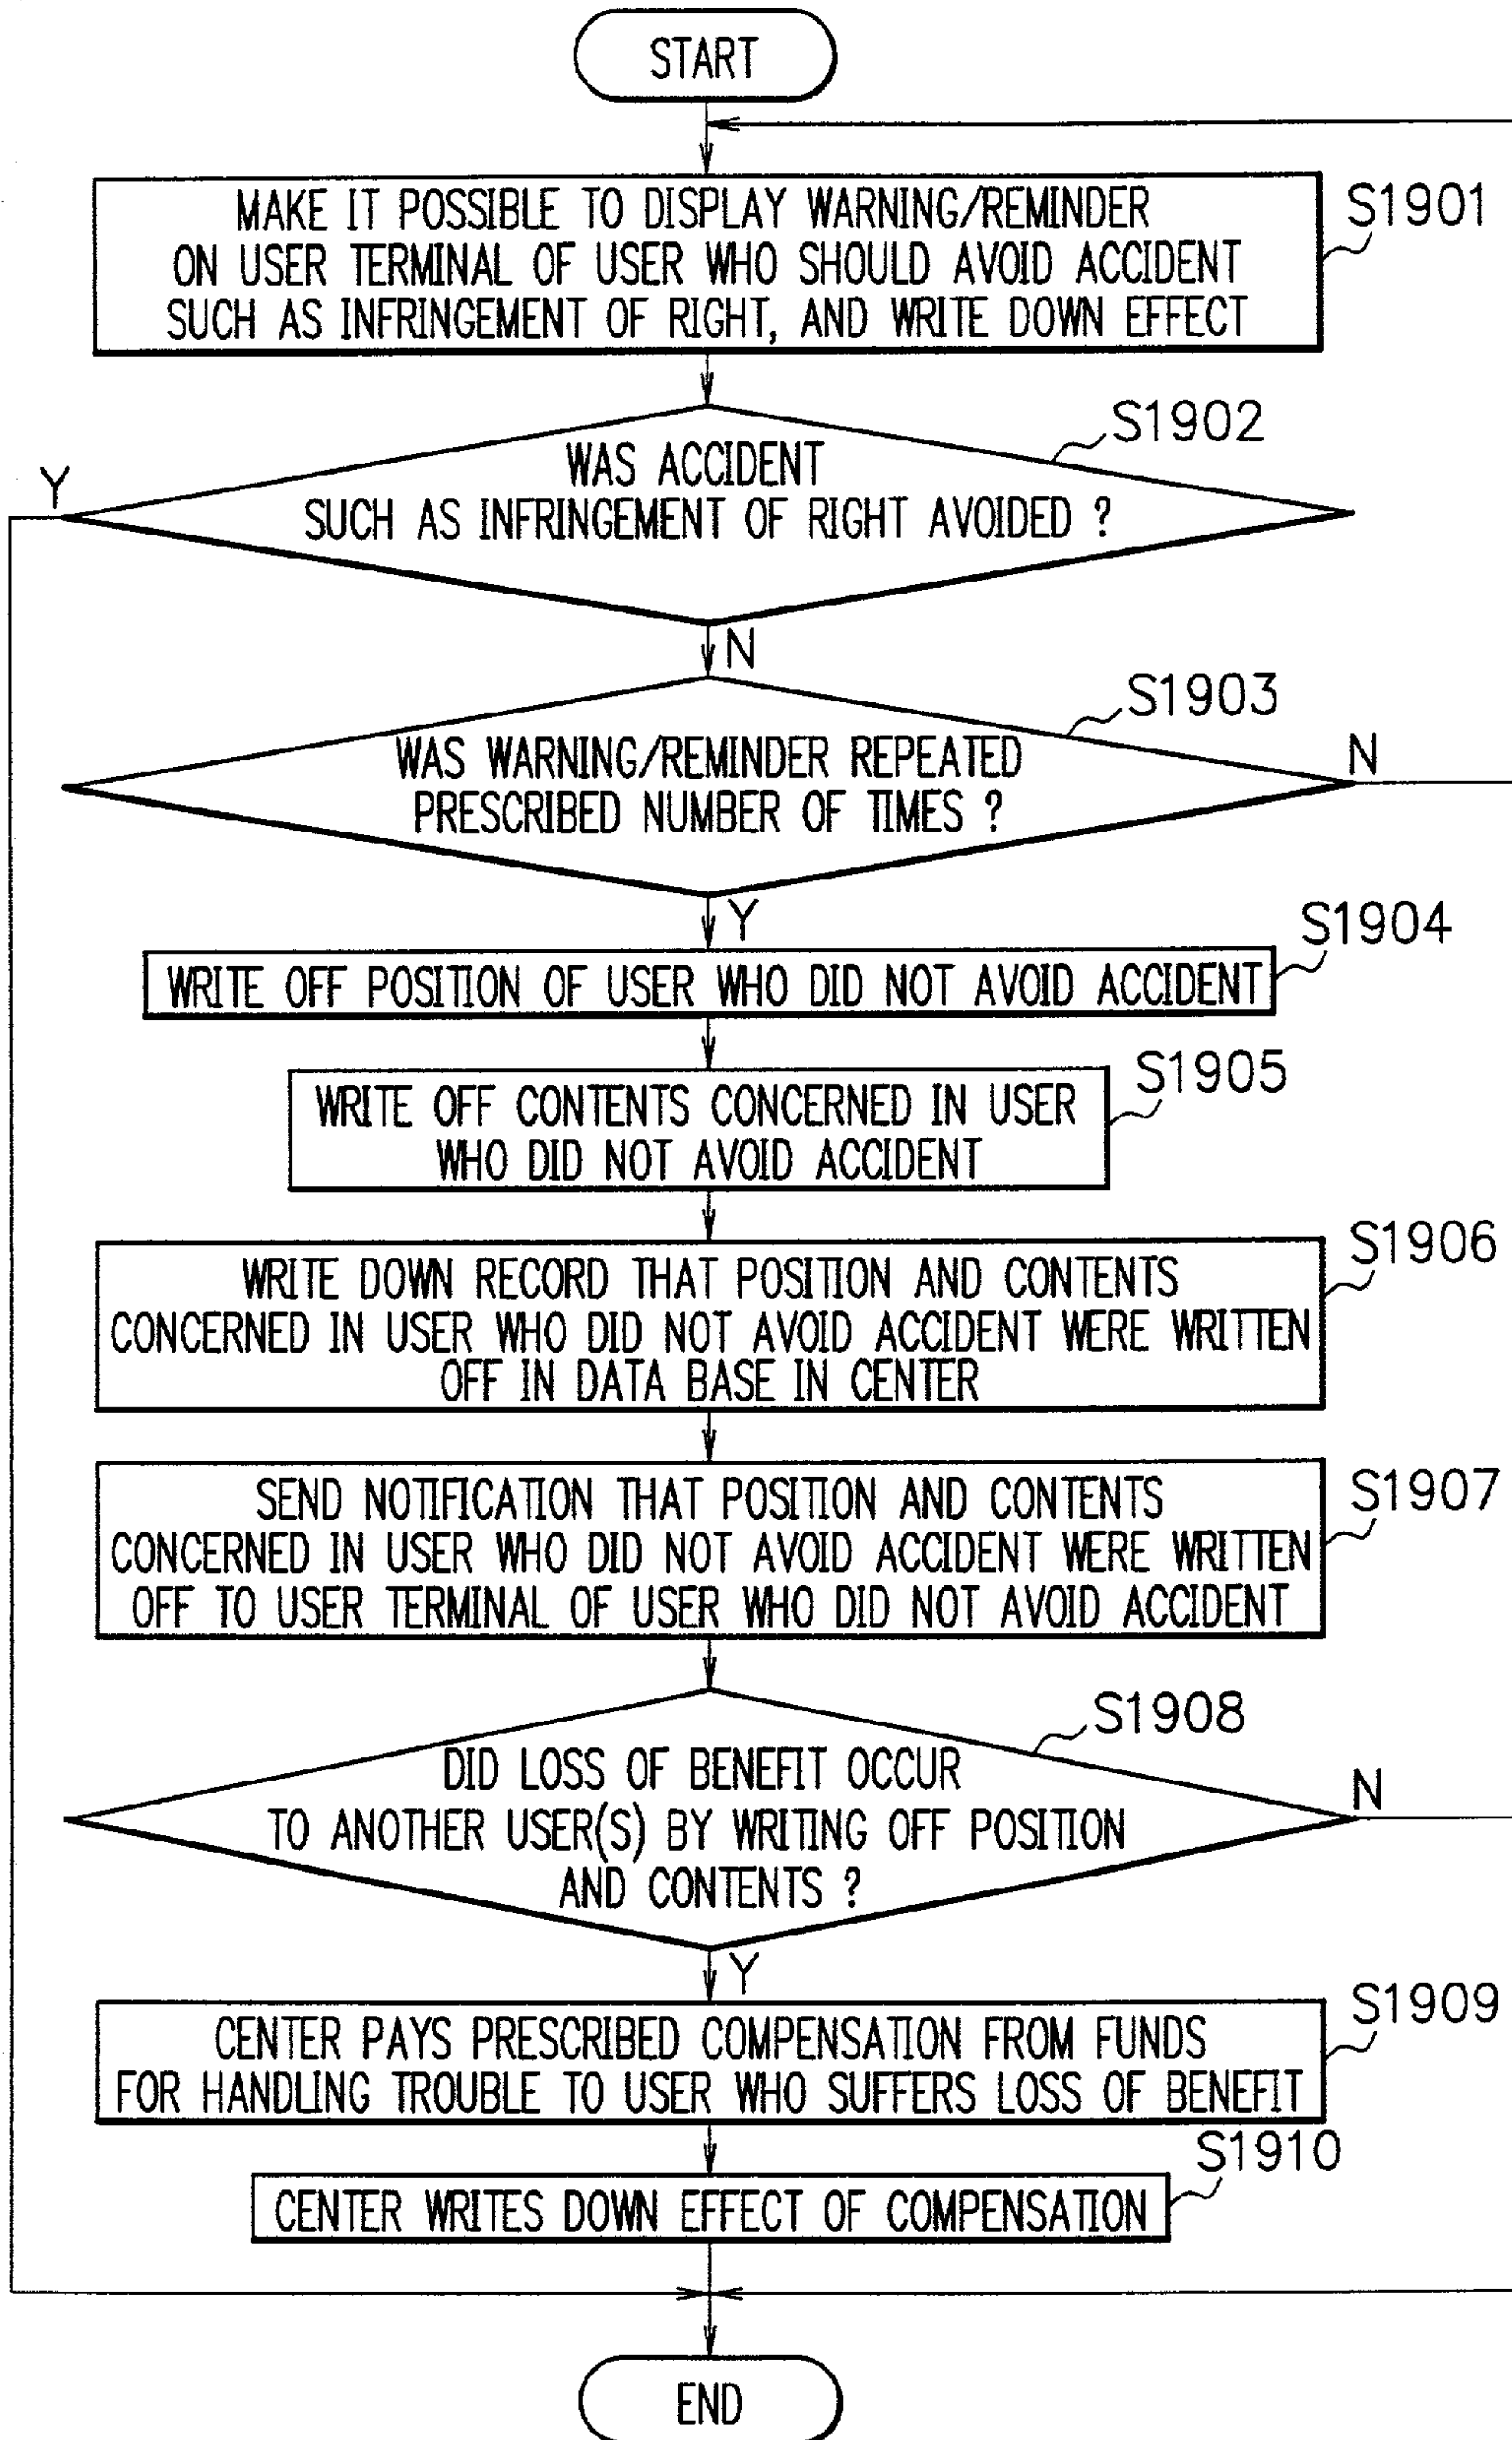 START
MAKE IT POSSIBLE TO DISPLAY WARNING/REMINDER
ON USER TERMINAL OF USER WHO SHOULD AVOID ACCIDENT
SUCH AS INFRINGEMENT OF RIGHT, AND WRITE DOWN EFFECT
S1901
S1902
WAS ACCIDENT
SUCH AS INFRINGEMENT OF RIGHT AVOIDED ?
Y
N
S1903
WAS WARNING/REMINDER REPEATED
PRESCRIBED NUMBER OF TIMES ?
N
Y
S1904
WRITE OFF POSITION OF USER WHO DID NOT AVOID ACCIDENT
S1905
WRITE OFF CONTENTS CONCERNED IN USER
WHO DID NOT AVOID ACCIDENT
S1906
WRITE DOWN RECORD THAT POSITION AND CONTENTS
CONCERNED IN USER WHO DID NOT AVOID ACCIDENT WERE WRITTEN
OFF IN DATA BASE IN CENTER
S1907
SEND NOTIFICATION THAT POSITION AND CONTENTS
CONCERNED IN USER WHO DID NOT AVOID ACCIDENT WERE WRITTEN
OFF TO USER TERMINAL OF USER WHO DID NOT AVOID ACCIDENT
S1908
DID LOSS OF BENEFIT OCCUR
TO ANOTHER USER(S) BY WRITING OFF POSITION
AND CONTENTS ?
N
Y
S1909
CENTER PAYS PRESCRIBED COMPENSATION FROM FUNDS
FOR HANDLING TROUBLE TO USER WHO SUFFERS LOSS OF BENEFIT
S1910
CENTER WRITES DOWN EFFECT OF COMPENSATION
END